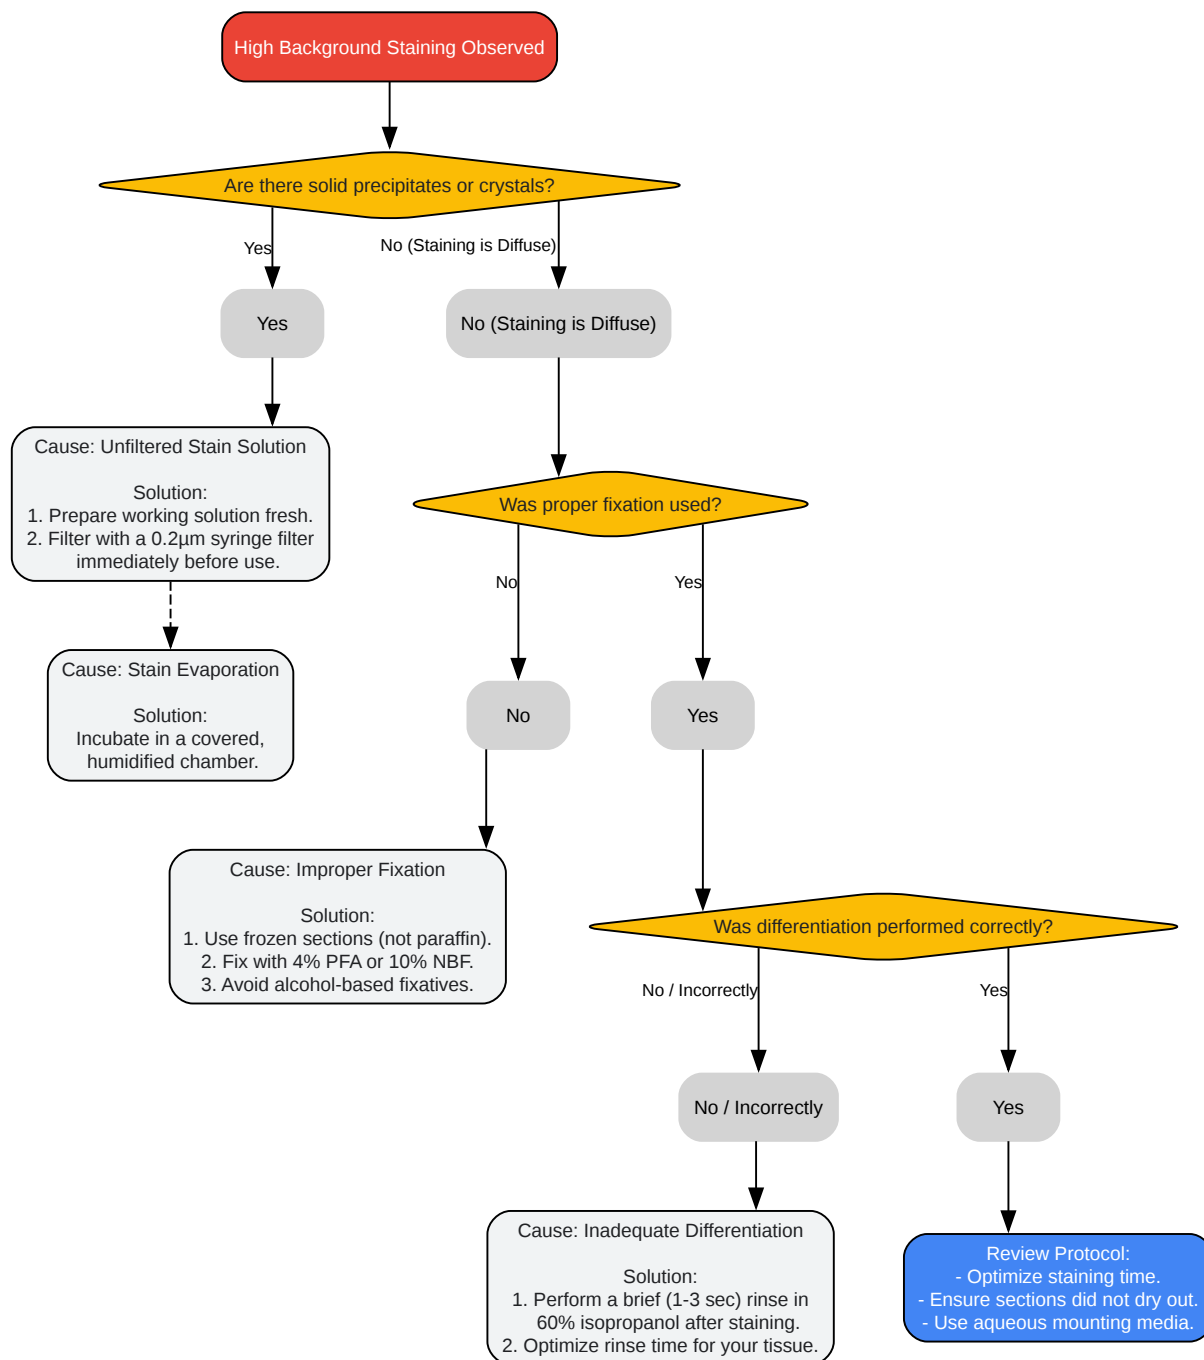 High Background Staining Observed
Are there solid precipitates or crystals?
Yes
No (Staining is Diffuse)
Yes
No (Staining is Diffuse)
Cause: Unfiltered Stain Solution
Solution:
1. Prepare working solution fresh.
2. Filter with a 0.2µm syringe filter
immediately before use.
Was proper fixation used?
No
Yes
Cause: Stain Evaporation
Solution:
Incubate in a covered,
humidified chamber.
No
Yes
Cause: Improper Fixation
Solution:
1. Use frozen sections (not paraffin).
2. Fix with 4% PFA or 10% NBF.
3. Avoid alcohol-based fixatives.
Was differentiation performed correctly?
No / Incorrectly
Yes
No / Incorrectly
Yes
Cause: Inadequate Differentiation
Solution:
1. Perform a brief (1-3 sec) rinse in
60% isopropanol after staining.
2. Optimize rinse time for your tissue.
Review Protocol:
- Optimize staining time.
- Ensure sections did not dry out.
- Use aqueous mounting media.